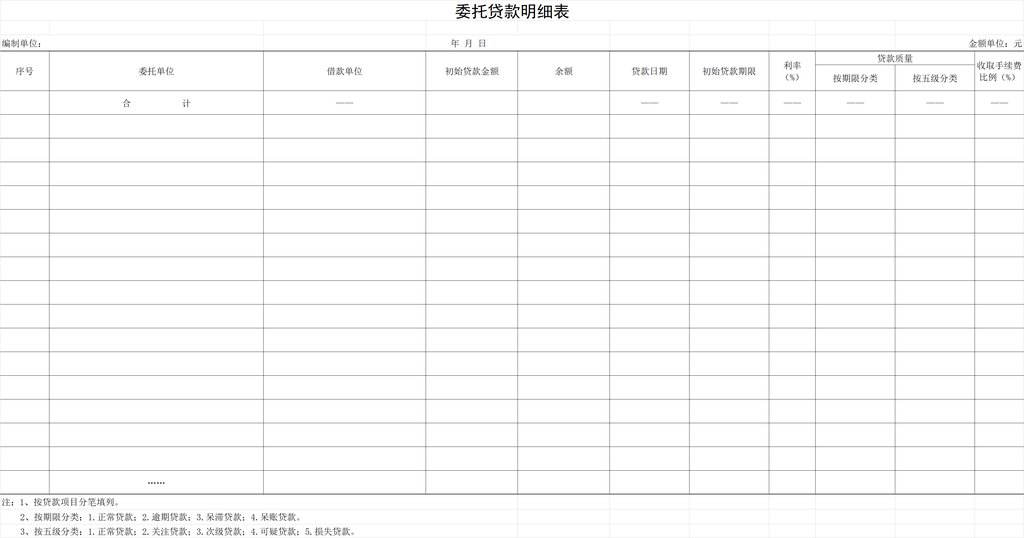 委托贷款明细表
编制单位： 年 月 日 金额单位：元
序号 委托单位 借款单位 初始贷款金额 余额 贷款日期 初始贷款期限 利率（%） 贷款质量 收取手续费比例（%）
按期限分类 按五级分类
合 计 —— —— —— —— —— —— ——
……
注：1、按贷款项目分笔填列。
2、按期限分类：1.正常贷款；2.逾期贷款；3.呆滞贷款；4.呆账贷款。
3、按五级分类：1.正常贷款；2.关注贷款；3.次级贷款；4.可疑贷款；5.损失贷款。